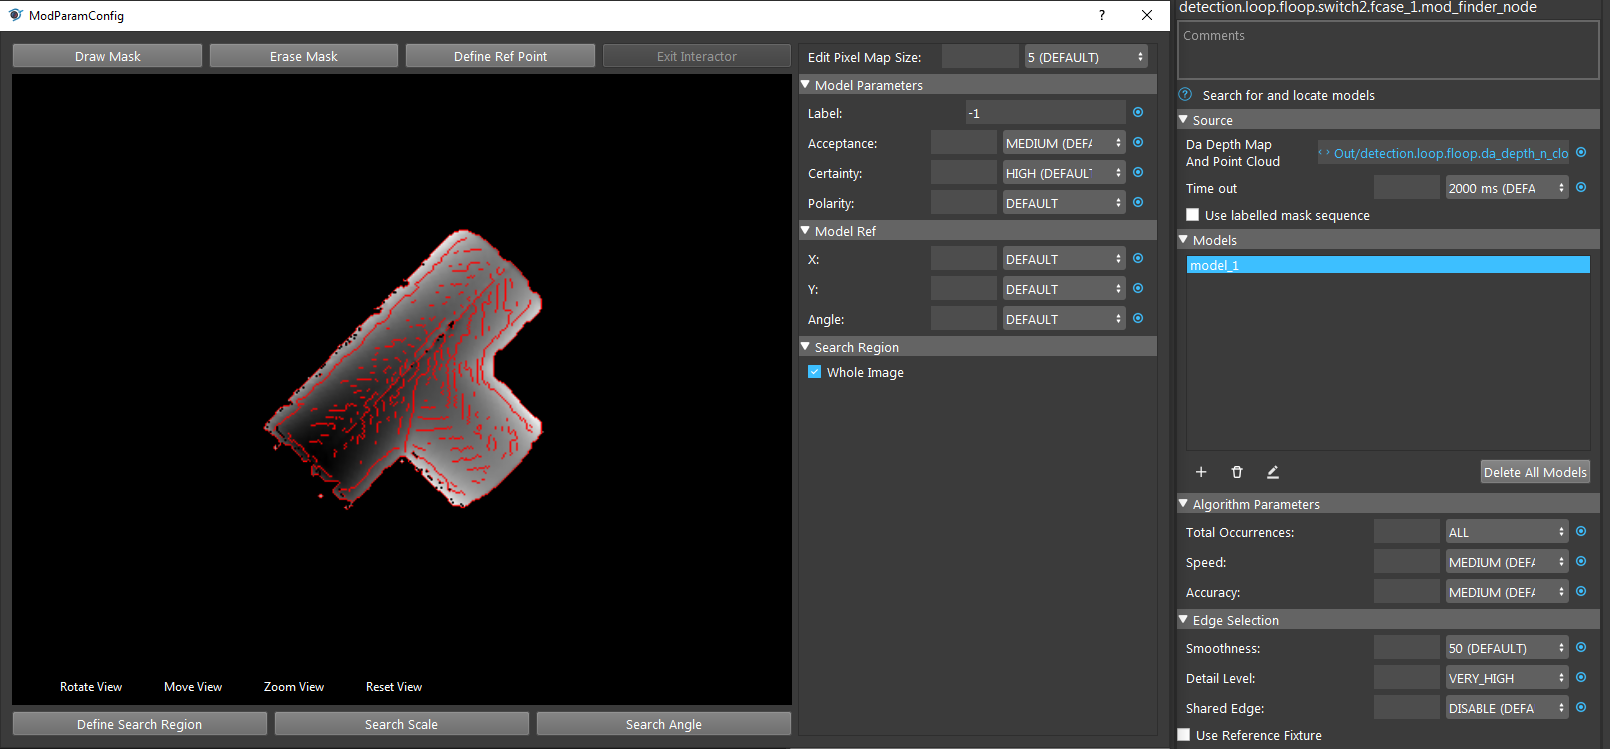 ModParamConfig
?
Draw Mask
Erase Mask
Define Ref Point
Exit Interactor
Rotate View
Move View
Zoom View
Reset View
Define Search Region
Search Scale
Search Angle
Edit Pixel Map Size: 5 (DEFAULT)
Model Parameters
Label: -1
Acceptance: MEDIUM (DEFA
Certainty: HIGH (DEFAULT
Polarity: DEFAULT
Model Ref
X: DEFAULT
Y: DEFAULT
Angle: DEFAULT
Search Region
Whole Image
detection.loop.floop.switch2.fcase_1.mod_finder_node
Comments
? Search for and locate models
Source
Da Depth Map
And Point Cloud
Out/detection.loop.floop.da_depth_n_clo
Time out 2000 ms (DEFA
Use labelled mask sequence
Models
model_1
Delete All Models
Algorithm Parameters
Total Occurrences: ALL
Speed: MEDIUM (DEFA
Accuracy: MEDIUM (DEFA
Edge Selection
Smoothness: 50 (DEFAULT)
Detail Level: VERY_HIGH
Shared Edge: DISABLE (DEFA
Use Reference Fixture